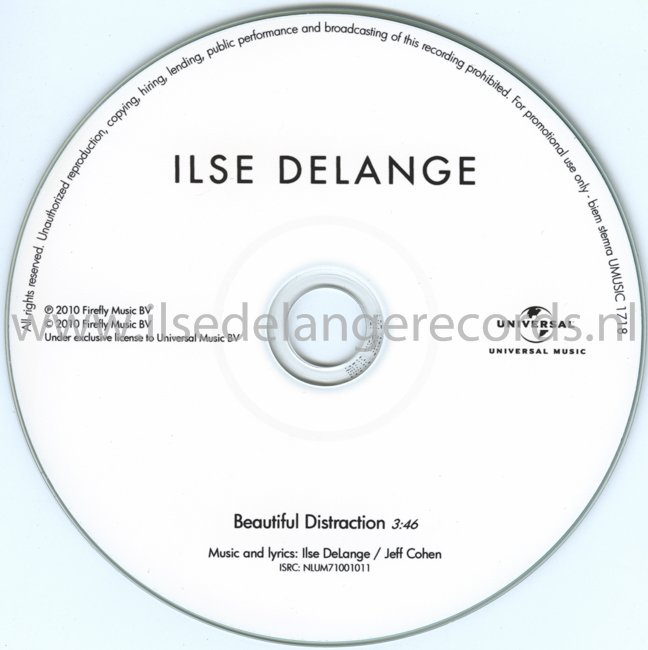 All rights reserved. Unauthorized reproduction, copying, hiring, lending, public performance and broadcasting of this recording prohibited. For promotional use only - biem stemra UMUSIC 1718
ILSE DELANGE
℗ 2010 Firefly Music BV
© 2010 Firefly Music BV
Under exclusive license to Universal Music BV
UNIVERSAL
UNIVERSAL MUSIC
www.ilsedelangerecords.nl
Beautiful Distraction 3:46
Music and lyrics: Ilse DeLange / Jeff Cohen
ISRC: NLUM71001011